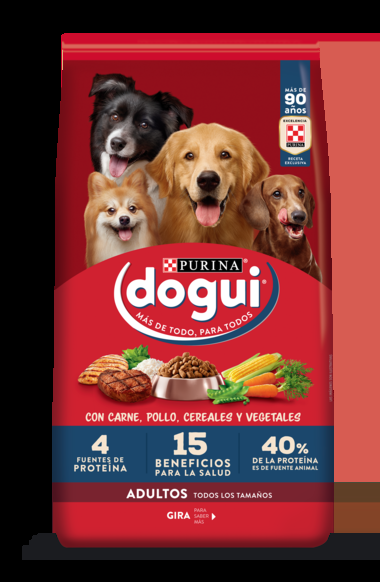 MÁS DE
90
años
EXCELENCIA
PURINA
RECETA
EXCLUSIVA
PURINA®
dogui®
MÁS DE TODO, PARA TODOS
CON CARNE, POLLO, CEREALES Y VEGETALES
4
FUENTES DE
PROTEÍNA
15
BENEFICIOS
PARA LA SALUD
40%
DE LA PROTEÍNA
ES DE FUENTE ANIMAL
ADULTOS TODOS LOS TAMAÑOS
GIRA PARA
SABER
MÁS